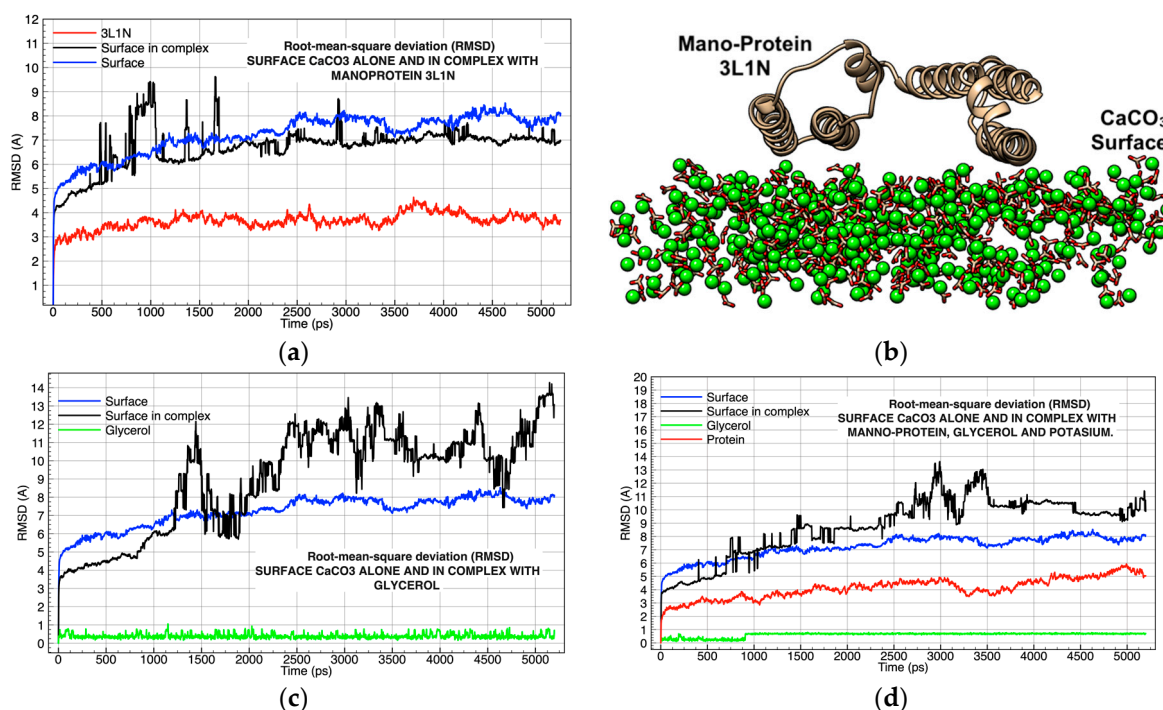 12
11
10
9
8
7
6
5
4
3
2
1
RMSD (A)
3L1N
Surface in complex
Surface
Root-mean-square deviation (RMSD)
SURFACE CaCO3 ALONE AND IN COMPLEX WITH
MANOPROTEIN 3L1N
0 500 1000 1500 2000 2500 3000 3500 4000 4500 5000
Time (ps)
(a)
Mano-Protein
3L1N
CaCO3
Surface
(b)
14
13
12
11
10
9
8
7
6
5
4
3
2
1
0
RMSD (A)
Surface
Surface in complex
Glycerol
Root-mean-square deviation (RMSD)
SURFACE CaCO3 ALONE AND IN COMPLEX WITH
GLYCEROL
0 500 1000 1500 2000 2500 3000 3500 4000 4500 5000
Time (ps)
(c)
20
19
18
17
16
15
14
13
12
11
10
9
8
7
6
5
4
3
2
1
0
RMSD (A)
Surface
Surface in complex
Glycerol
Protein
Root-mean-square deviation (RMSD)
SURFACE CaCO3 ALONE AND IN COMPLEX WITH
MANNO-PROTEIN, GLYCEROL AND POTASIUM.
0 500 1000 1500 2000 2500 3000 3500 4000 4500 5000
Time (ps)
(d)